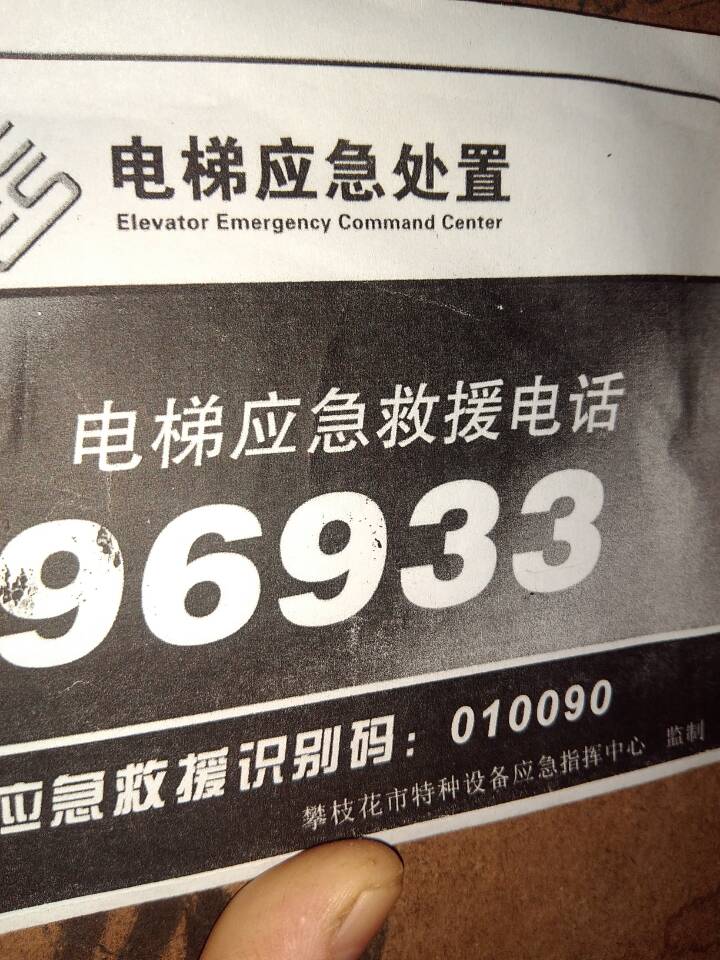 电梯应急处置
Elevator Emergency Command Center
电梯应急救援电话
96933
应急救援识别码：010090
攀枝花市特种设备应急指挥中心 监制